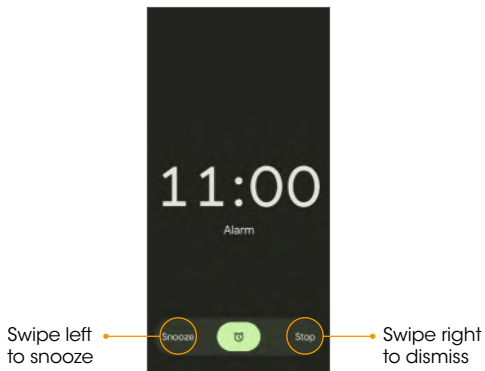 11:00
Alarm
Snooze
Stop
Swipe left
to snooze
Swipe right
to dismiss